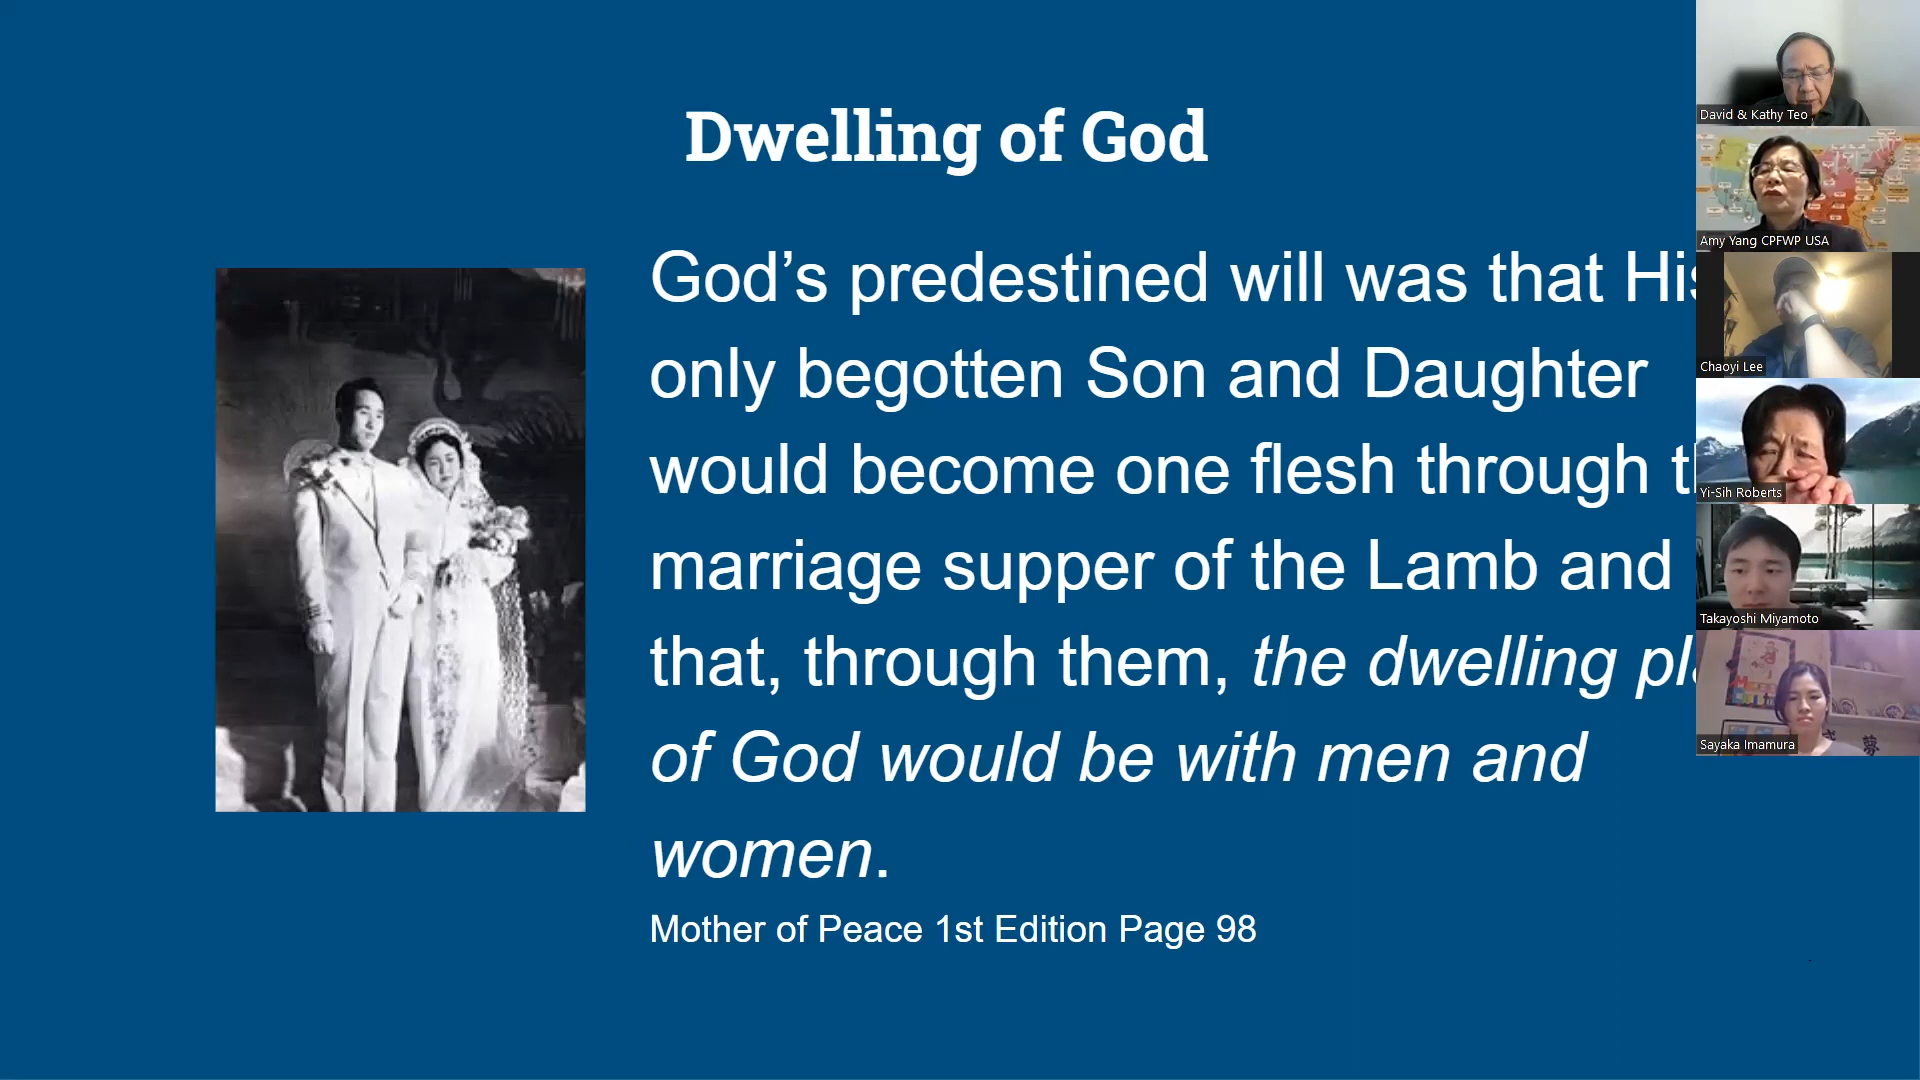 Dwelling of God
God’s predestined will was that His
only begotten Son and Daughter
would become one flesh through
marriage supper of the Lamb and
that, through them, the dwelling
of God would be with men and
women.
Mother of Peace 1st Edition Page 98
David & Kathy Teo
Amy Yang CPFWP USA
Chaoyi Lee
Yi-Sih Roberts
Takayoshi Miyamoto
Sayaka Imamura
夢